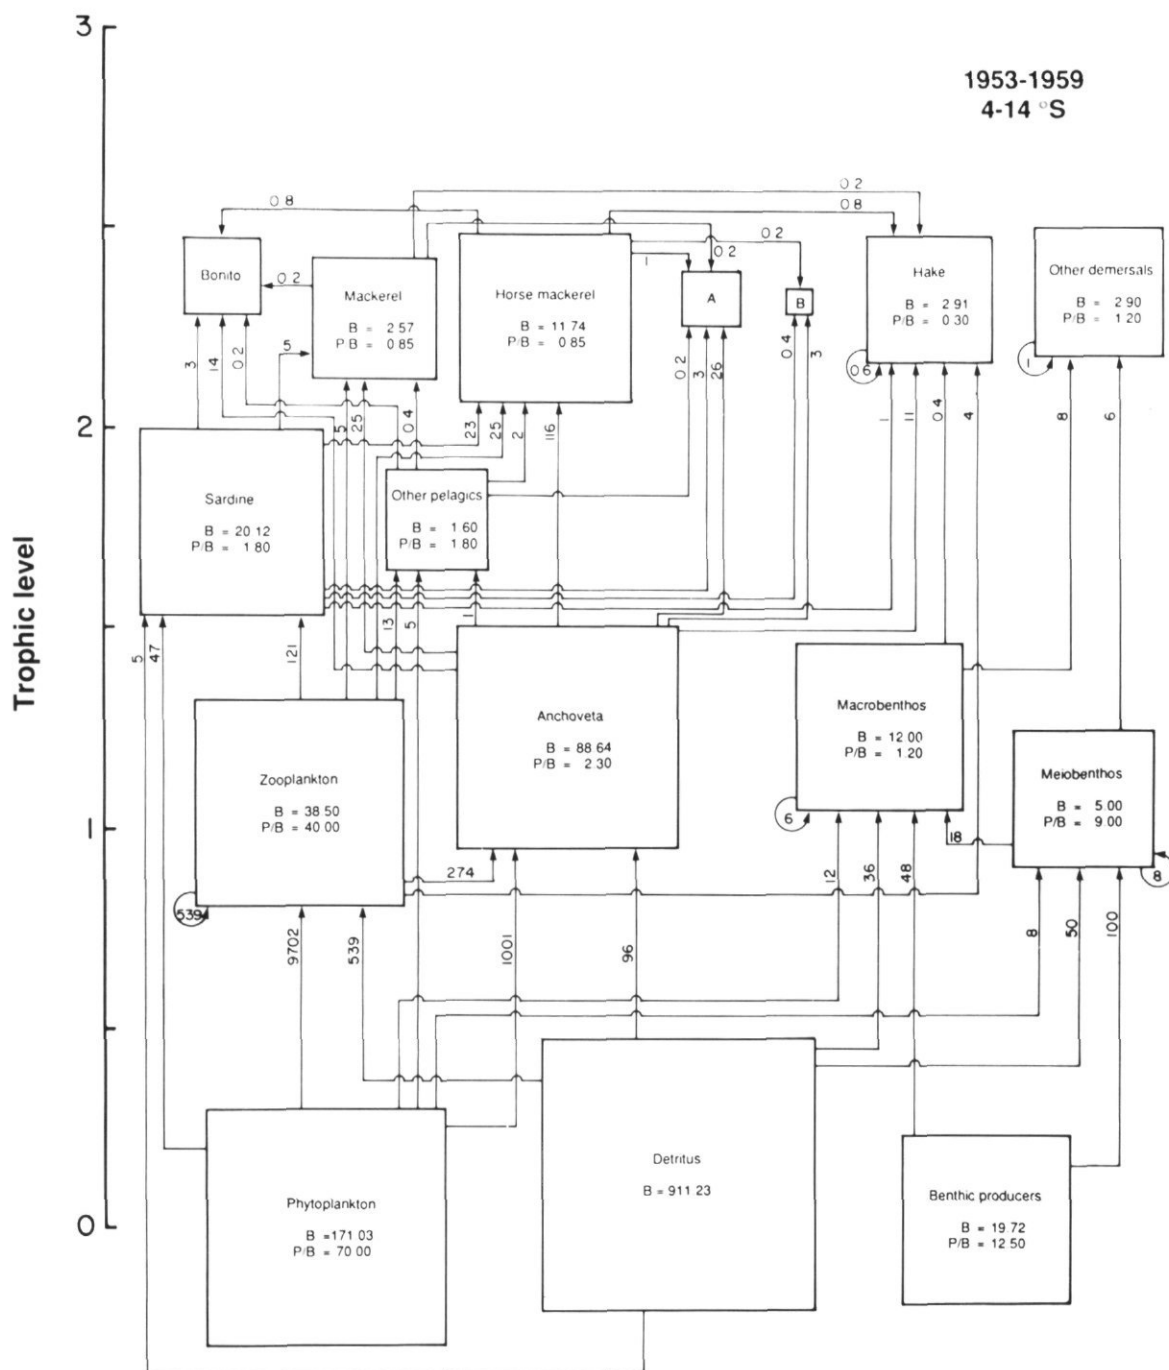 3
1953-1959
4-14 °S
0 2
0 8
0 8
0 2
0 2
1
Bonito
0 2
Mackerel
B = 2 57
P/B = 0 85
Horse mackerel
B = 11 74
P/B = 0 85
A
B
Hake
B = 2 91
P/B = 0 30
Other demersals
B = 2 90
P/B = 1 20
3
14
0 2
5
5
25
0 4
23
25
2
116
0 2
3
26
0 4
3
0 6
1
11
0 4
4
1
8
6
2
Sardine
B = 20 12
P/B = 1 80
Other pelagics
B = 1 60
P/B = 1 80
Trophic level
5
47
121
13
5
1
Zooplankton
B = 38 50
P/B = 40 00
Anchoveta
B = 88 64
P/B = 2 30
Macrobenthos
B = 12 00
P/B = 1 20
Meiobenthos
B = 5 00
P/B = 9 00
1
6
18
8
274
539
9702
539
1001
96
12
36
48
8
50
100
Phytoplankton
B =171 03
P/B = 70 00
Detritus
B = 911 23
Benthic producers
B = 19 72
P/B = 12 50
0